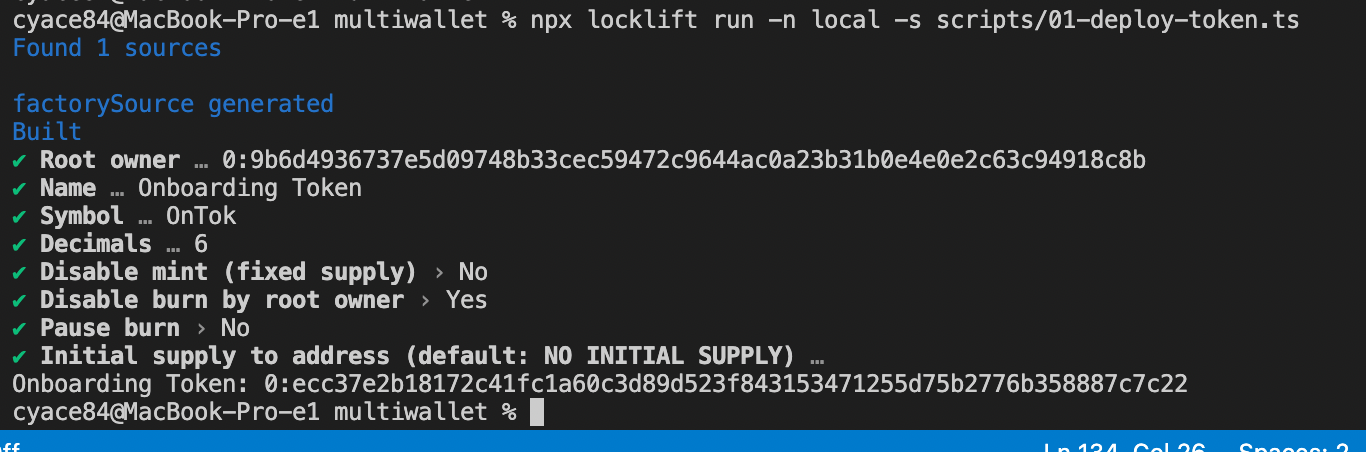 cyace84@MacBook-Pro-e1 multiwallet % npx locklift run -n local -s scripts/01-deploy-token.ts
Found 1 sources
factorySource generated
Built
✔ Root owner … 0:9b6d4936737e5d09748b33cec59472c9644ac0a23b31b0e4e0e2c63c94918c8b
✔ Name … Onboarding Token
✔ Symbol … OnTok
✔ Decimals … 6
✔ Disable mint (fixed supply) › No
✔ Disable burn by root owner › Yes
✔ Pause burn › No
✔ Initial supply to address (default: NO INITIAL SUPPLY) …
Onboarding Token: 0:ecc37e2b18172c41fc1a60c3d89d523f843153471255d75b2776b358887c7c22
cyace84@MacBook-Pro-e1 multiwallet %
Ln 134, Col 26 Spaces: 2